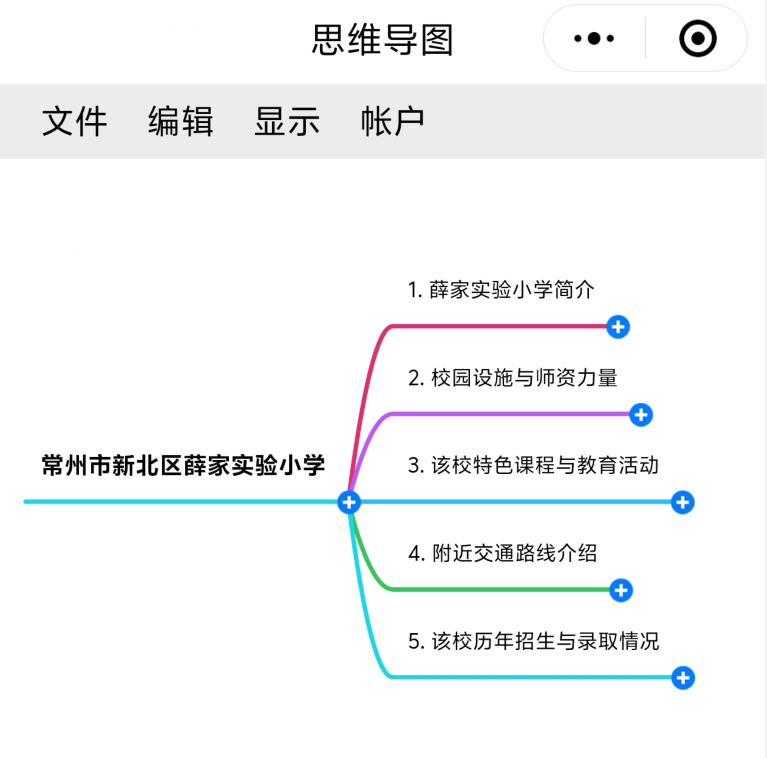 思维导图
文件 编辑 显示 帐户
1. 薛家实验小学简介
2. 校园设施与师资力量
常州市新北区薛家实验小学
3. 该校特色课程与教育活动
4. 附近交通路线介绍
5. 该校历年招生与录取情况